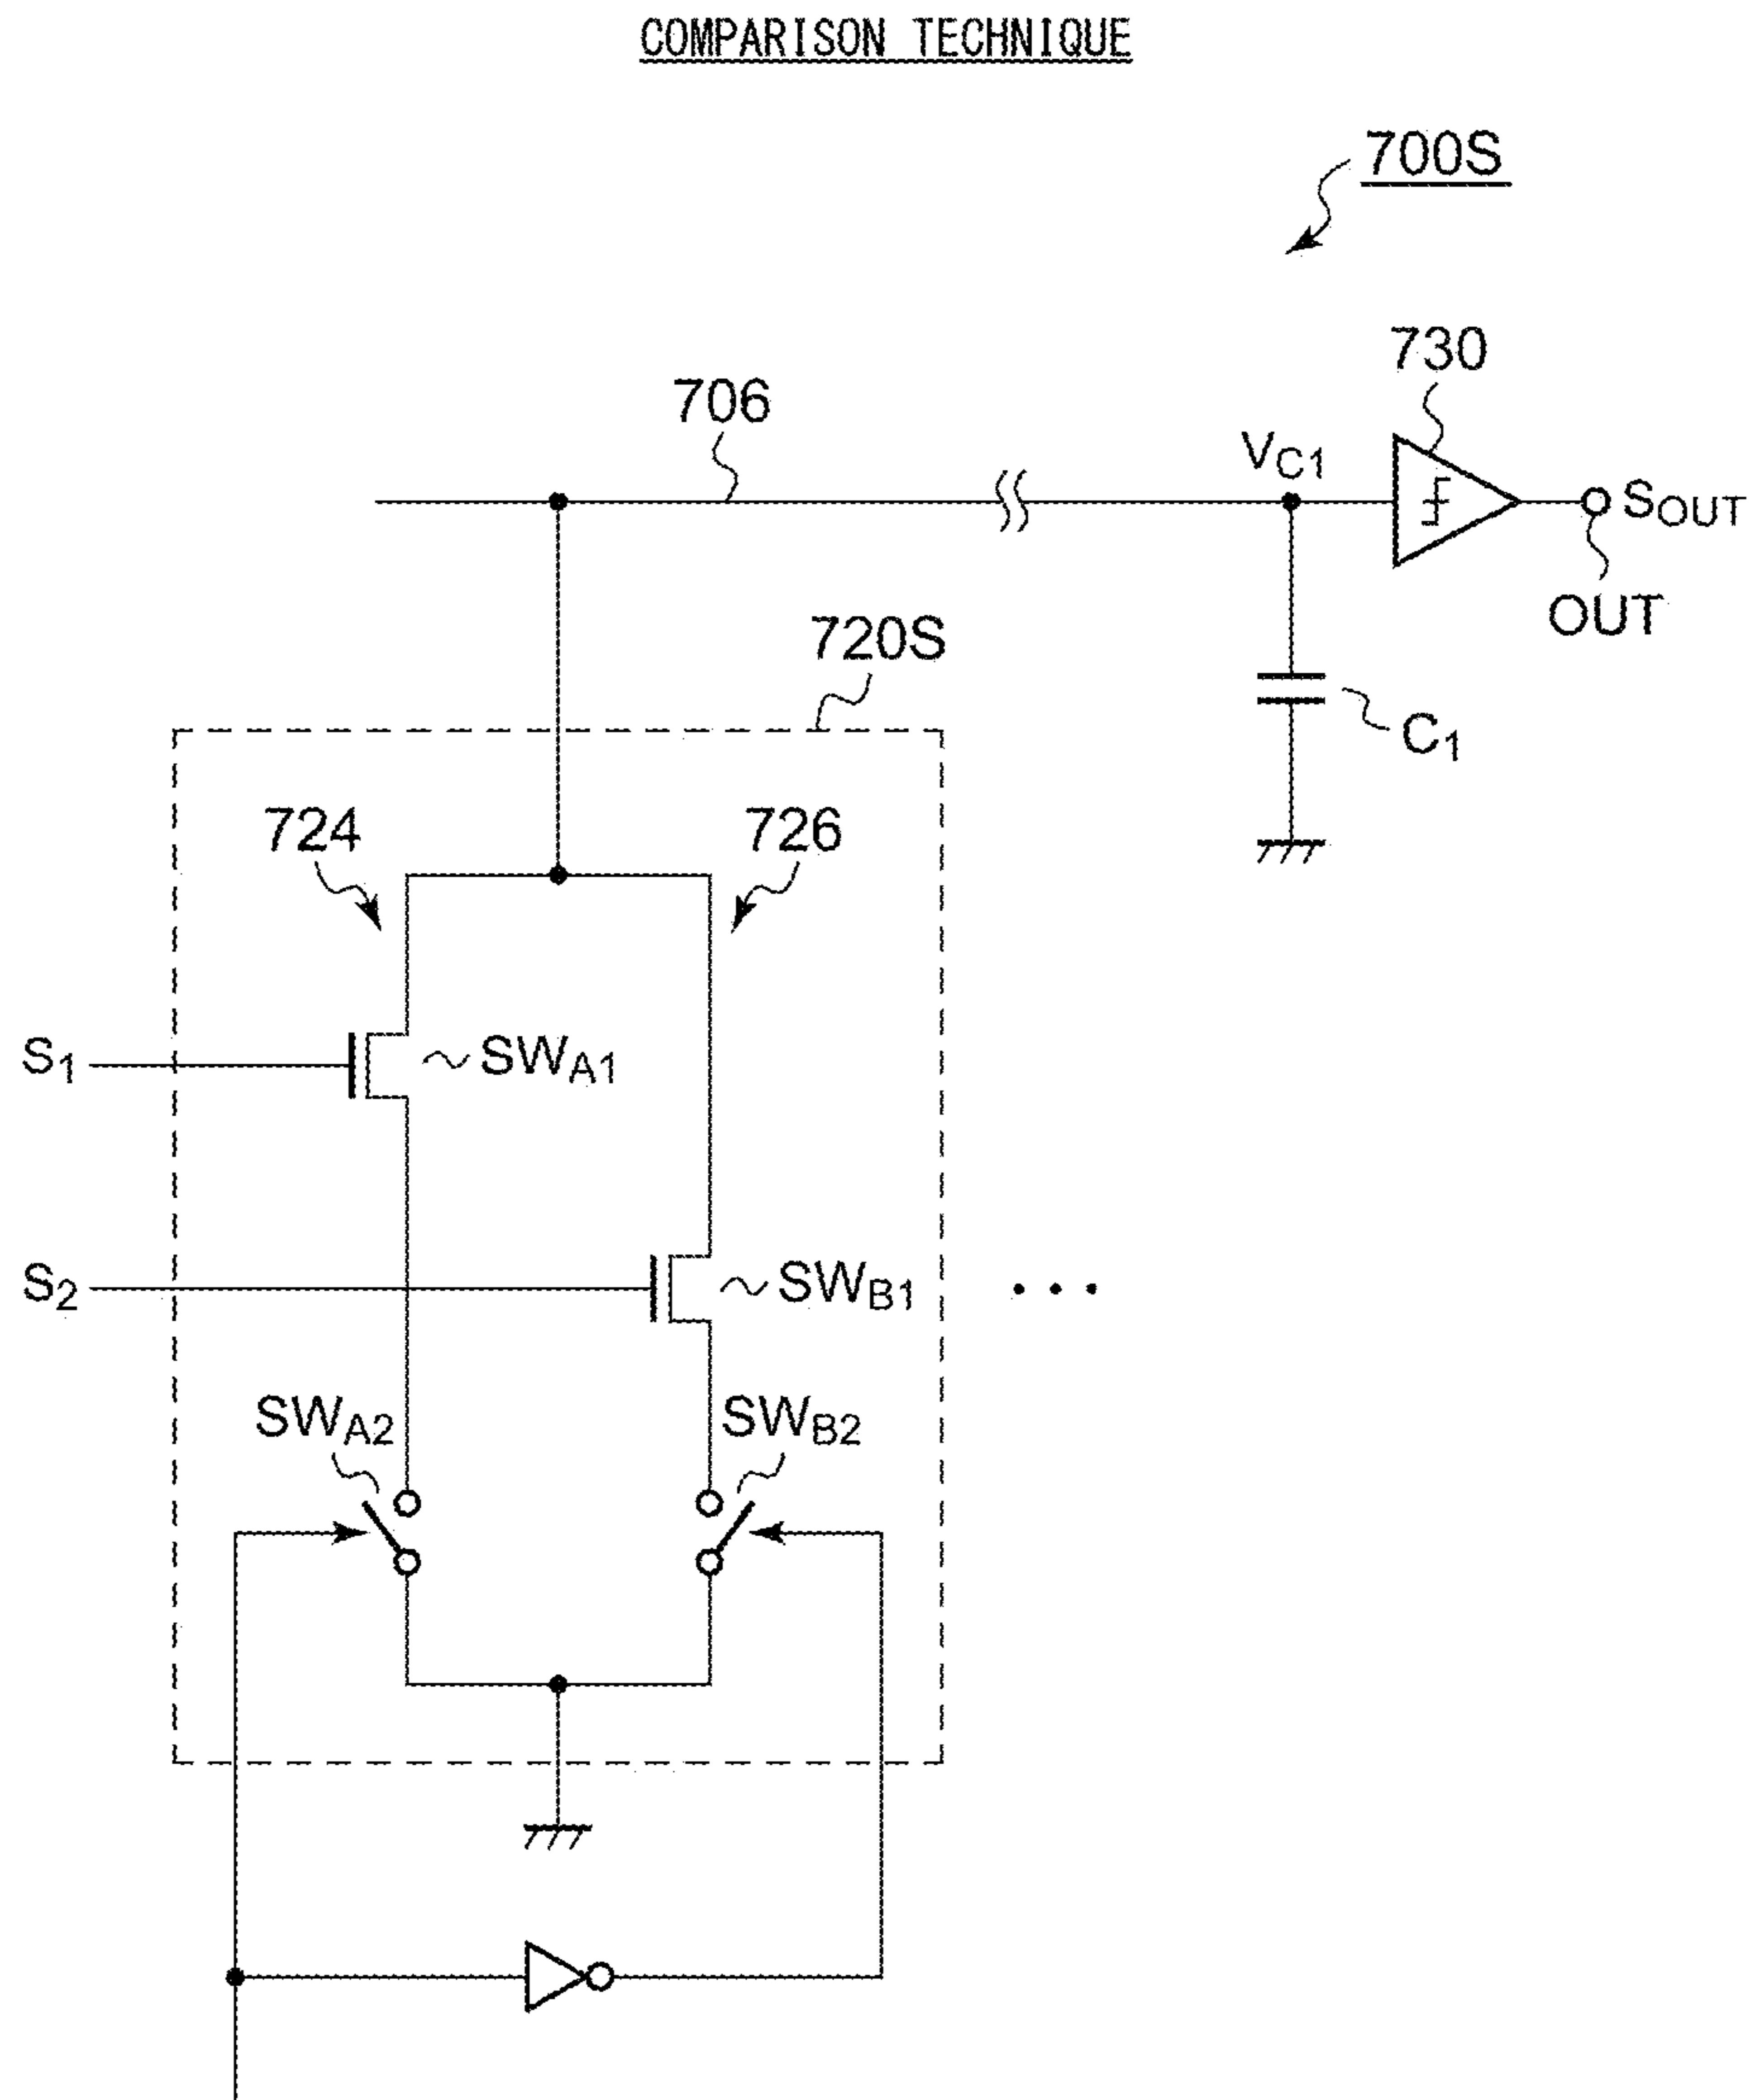 COMPARISON TECHNIQUE
700S
730
706
VC1
SOUT
OUT
720S
C1
724
726
S1
SWA1
S2
SWB1
...
SWA2
SWB2